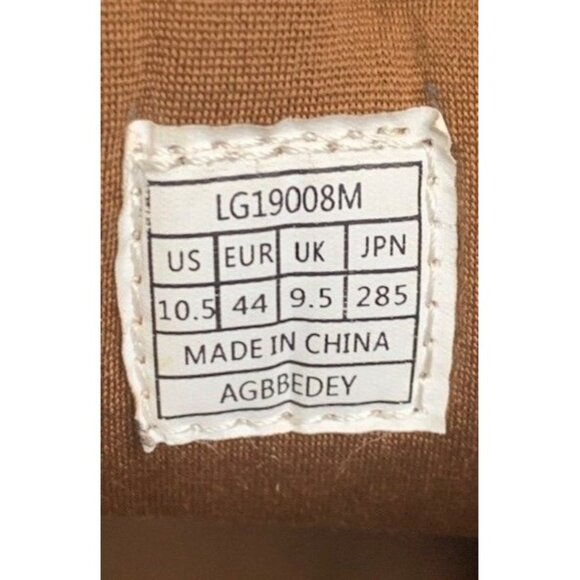 LG19008M
US EUR UK JPN
10.5 44 9.5 285
MADE IN CHINA
AGBBEDEY